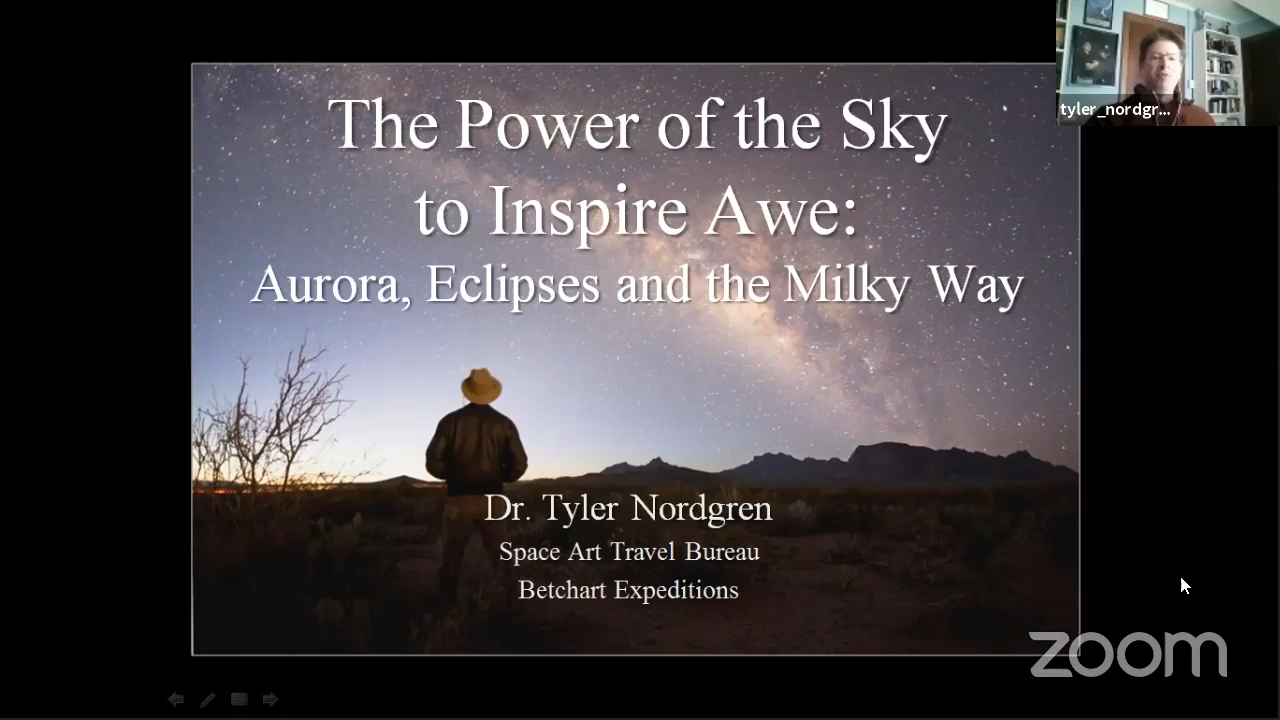 tyler_nordgr...
The Power of the Sky
to Inspire Awe:
Aurora, Eclipses and the Milky Way
Dr. Tyler Nordgren
Space Art Travel Bureau
Betchart Expeditions
zoom